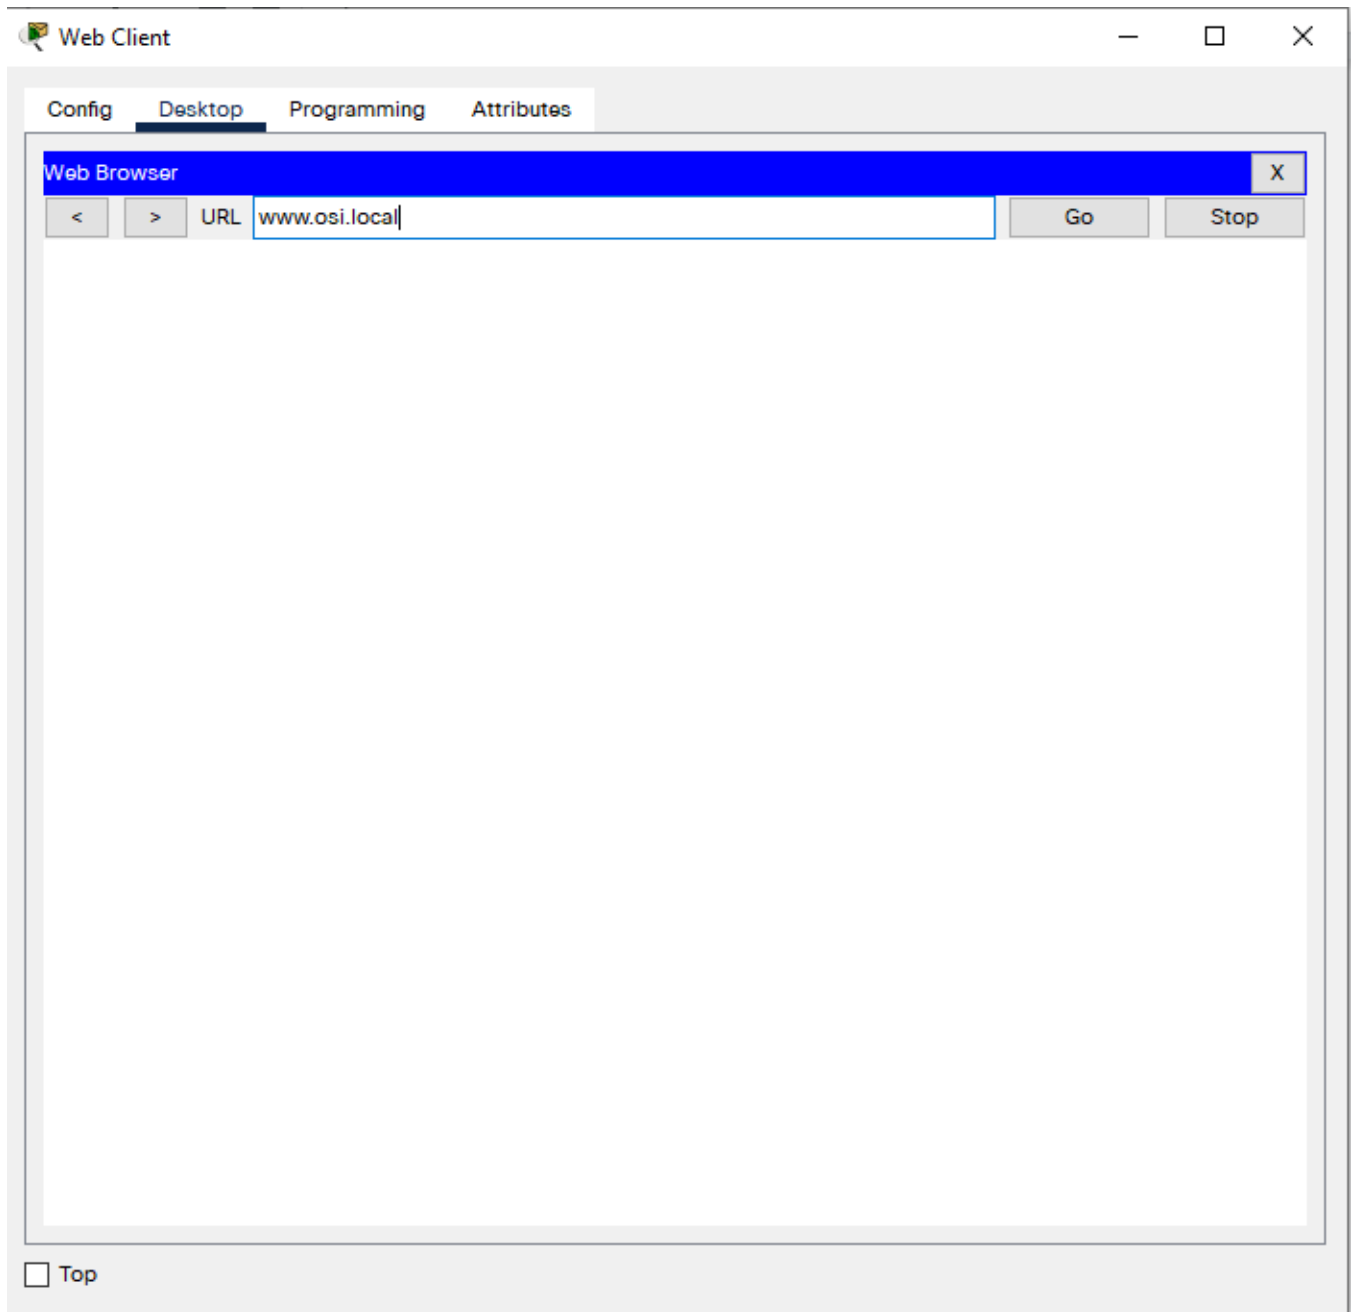 Web Client
Config Desktop Programming Attributes
Web Browser X
< > URL www.osi.local Go Stop
Top